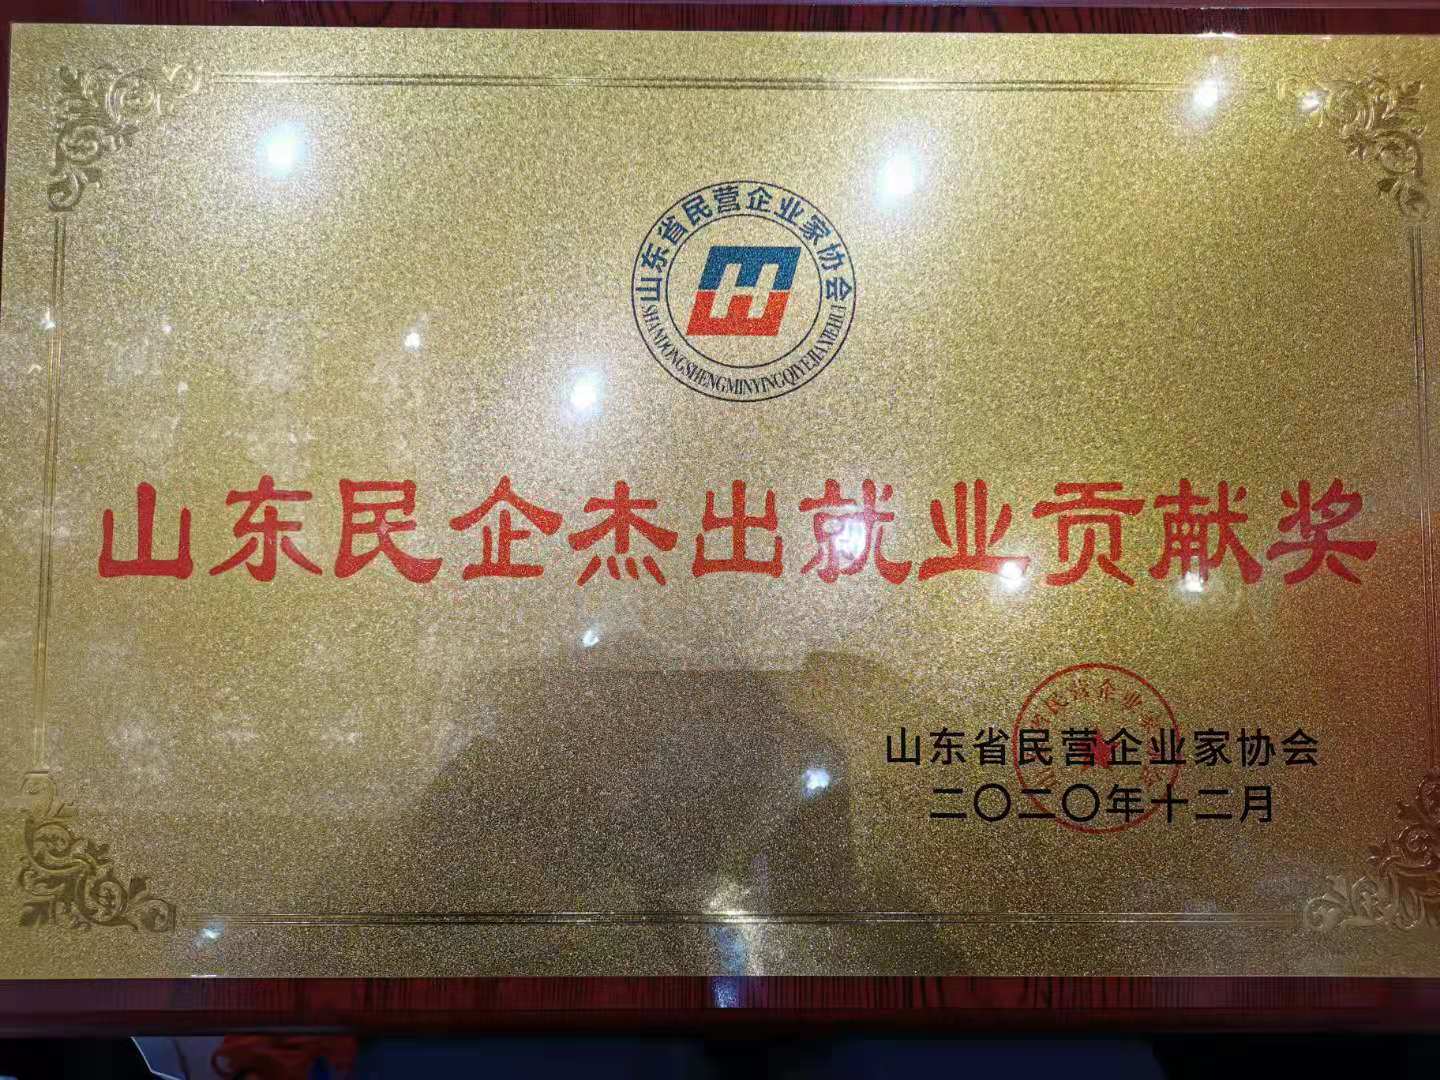 山东省民营企业家协会
SHANDONGSHENGMINYINGQIYEJIAXIEHUI
山东民企杰出就业贡献奖
山东省民营企业家协会
二〇二〇年十二月